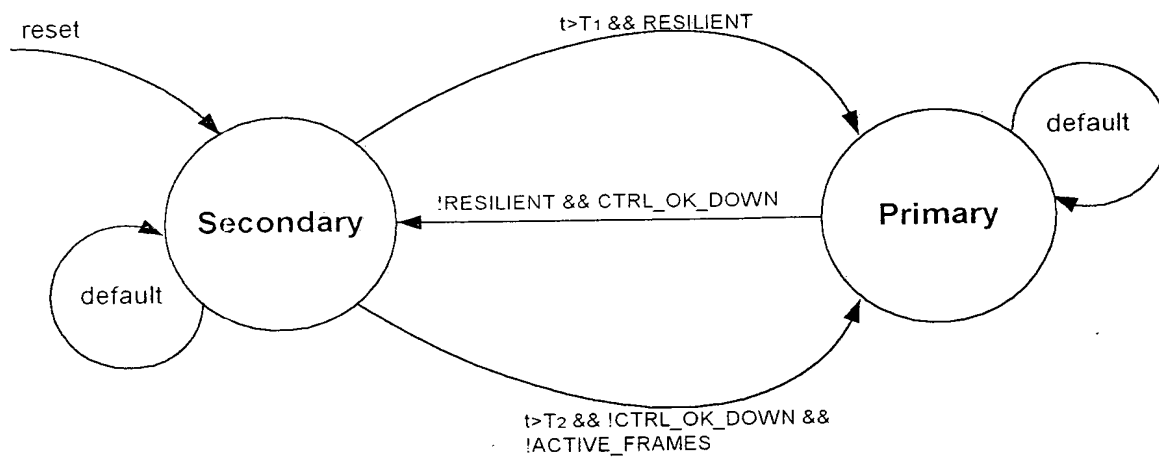 reset
t>T1 && RESILIENT
default
!RESILIENT && CTRL_OK_DOWN
Secondary
Primary
default
t>T2 && !CTRL_OK_DOWN &&
!ACTIVE_FRAMES